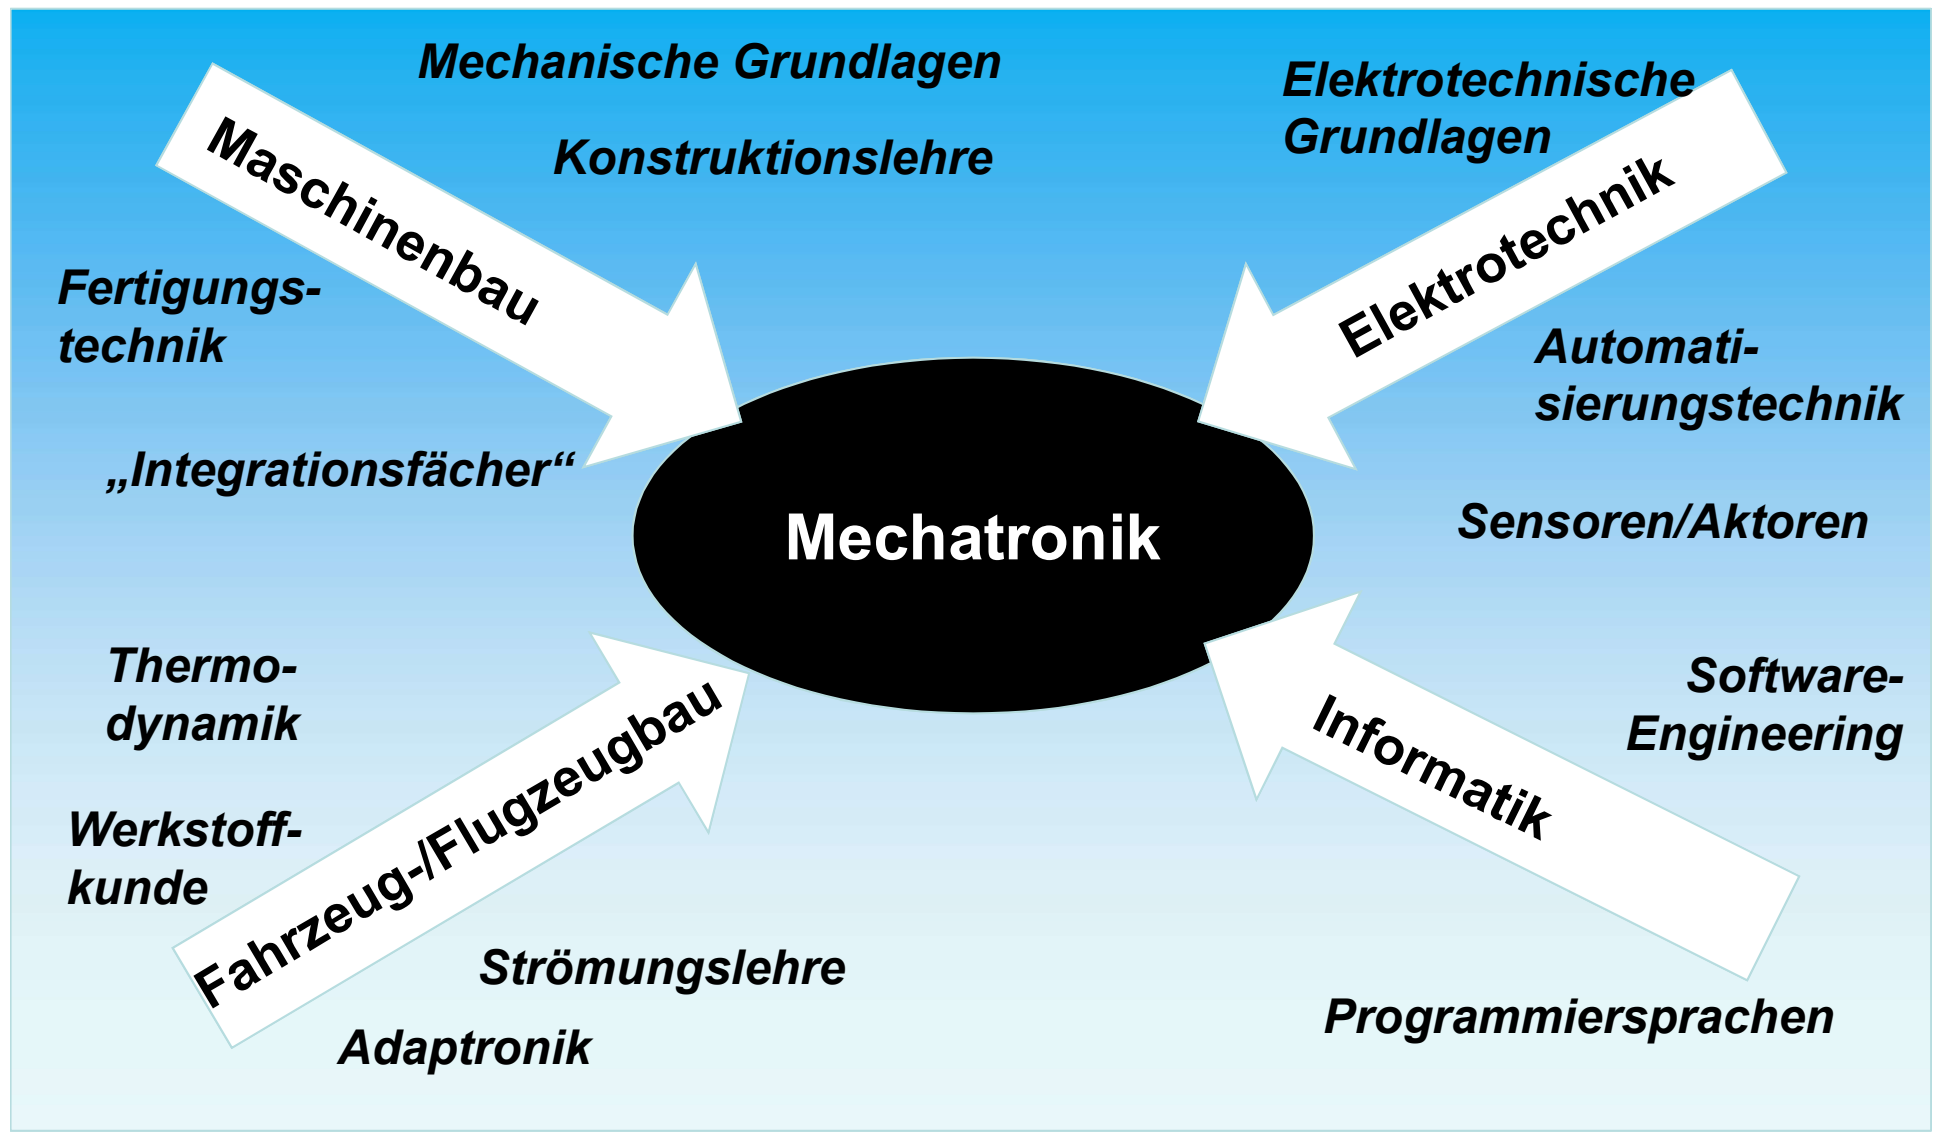 Mechanische Grundlagen
Konstruktionslehre
Elektrotechnische
Grundlagen
Maschinenbau
Elektrotechnik
Fertigungs-
technik
Automati-
sierungstechnik
„Integrationsfächer“
Sensoren/Aktoren
Mechatronik
Thermo-
dynamik
Software-
Engineering
Werkstoff-
kunde
Fahrzeug-/Flugzeugbau
Informatik
Strömungslehre
Adaptronik
Programmiersprachen